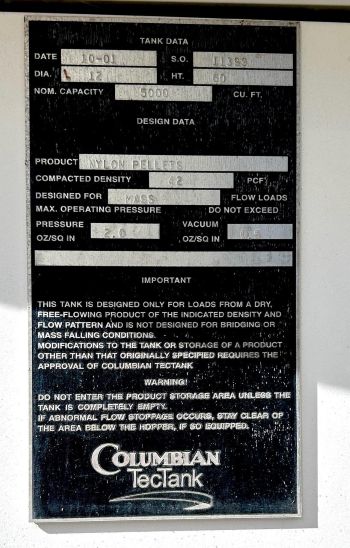 TANK DATA
DATE 10-01 S.O. 11393
DIA. 12 HT. 60
NOM. CAPACITY 5000 CU. FT.
DESIGN DATA
PRODUCT NYLON PELLETS
COMPACTED DENSITY 42 PCF
DESIGNED FOR MASS FLOW LOADS
MAX. OPERATING PRESSURE DO NOT EXCEED
PRESSURE VACUUM
OZ/SQ IN 2.0 OZ/SQ IN 0.5
IMPORTANT
THIS TANK IS DESIGNED ONLY FOR LOADS FROM A DRY,
FREE-FLOWING PRODUCT OF THE INDICATED DENSITY AND
FLOW PATTERN AND IS NOT DESIGNED FOR BRIDGING OR
MASS FALLING CONDITIONS.
MODIFICATIONS TO THE TANK OR STORAGE OF A PRODUCT
OTHER THAN THAT ORIGINALLY SPECIFIED REQUIRES THE
APPROVAL OF COLUMBIAN TECTANK
WARNING!
DO NOT ENTER THE PRODUCT STORAGE AREA UNLESS THE
TANK IS COMPLETELY EMPTY.
IF ABNORMAL FLOW STOPPAGE OCCURS, STAY CLEAR OF
THE AREA BELOW THE HOPPER, IF SO EQUIPPED.
COLUMBIAN
TecTank